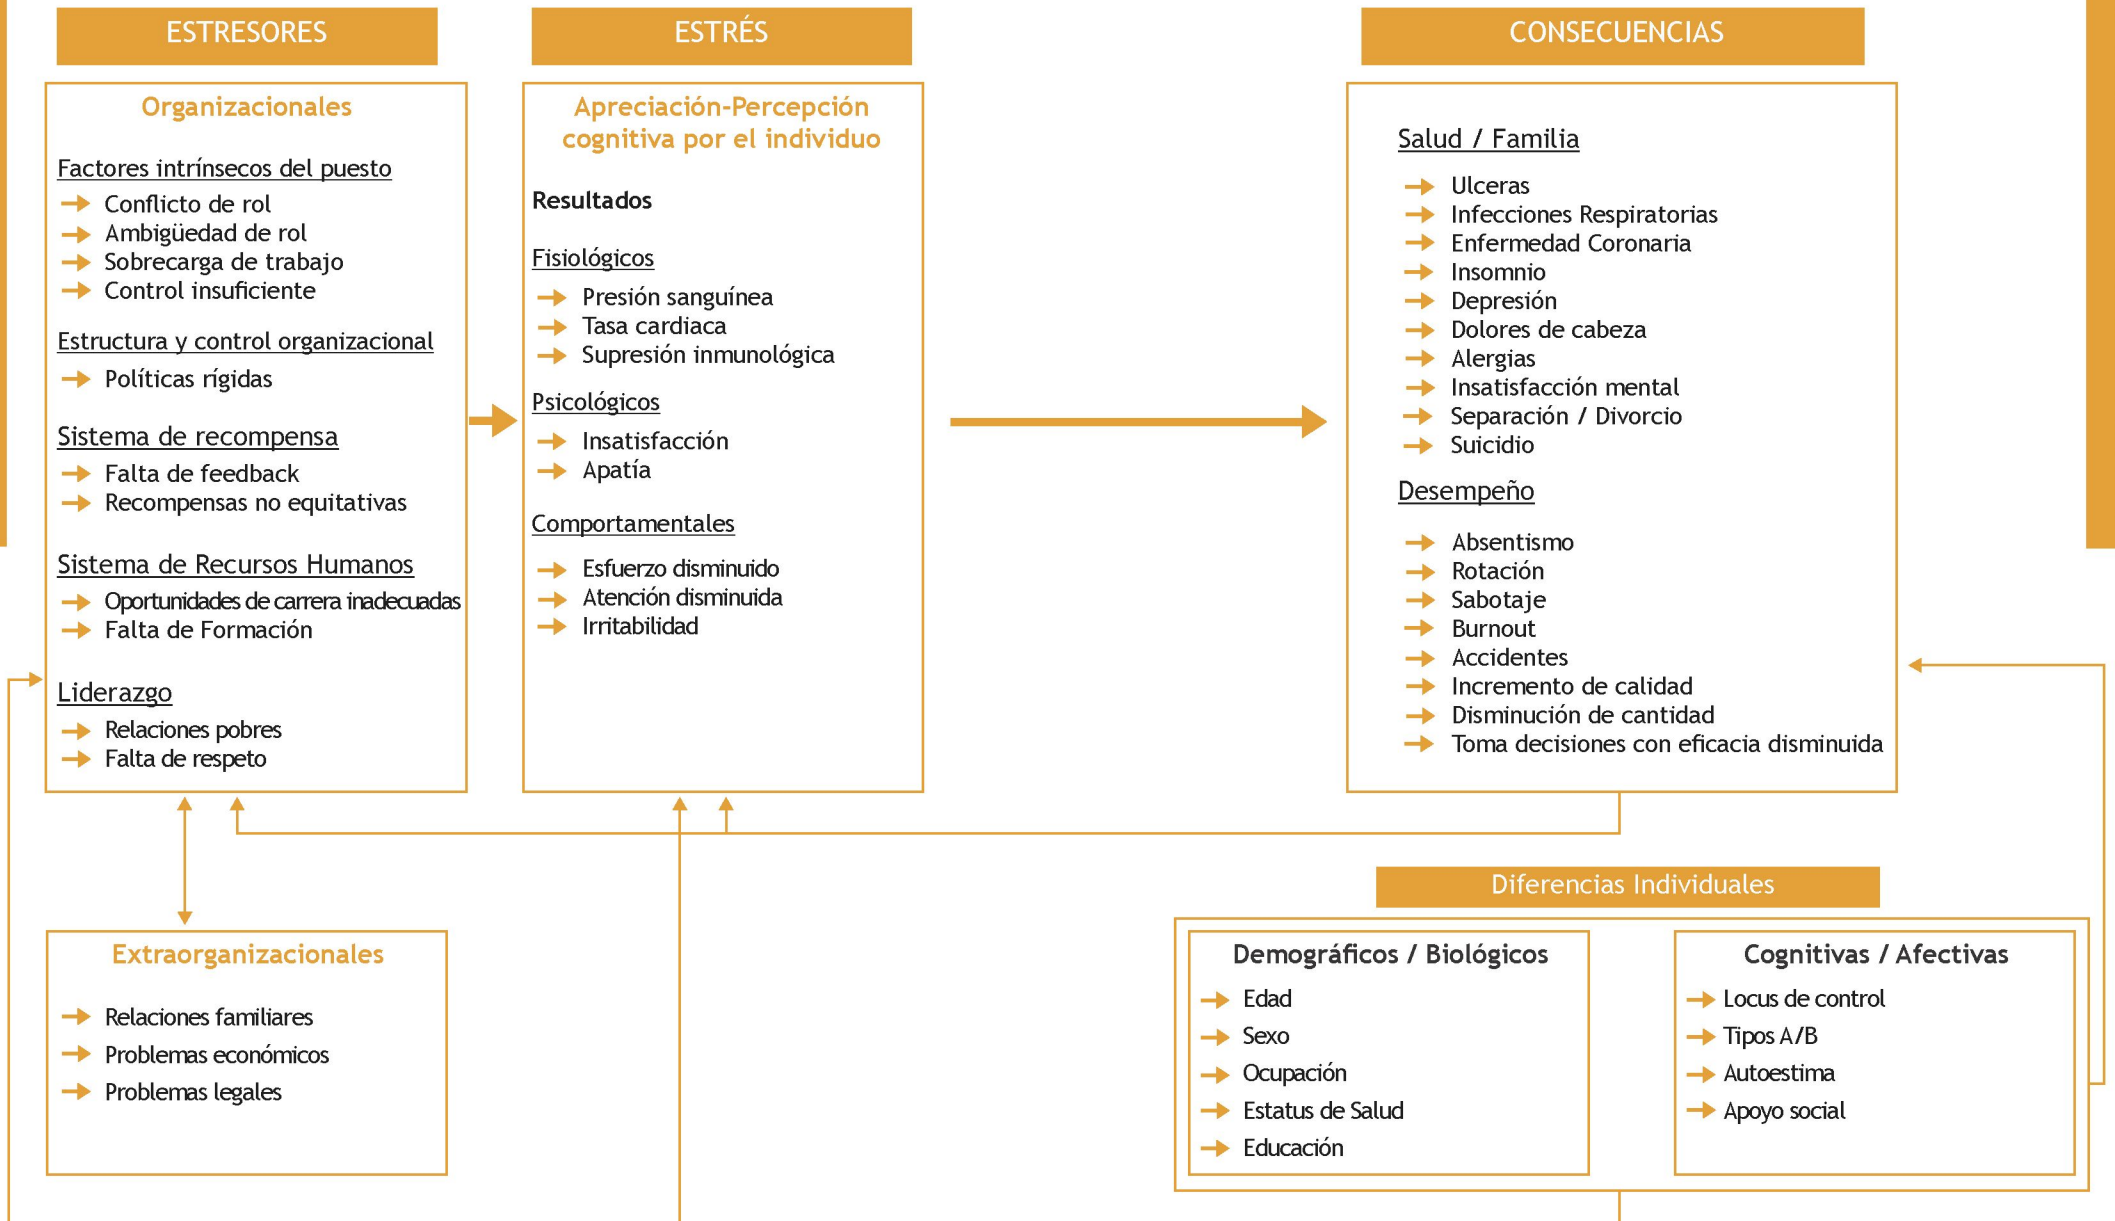 ESTRESORES
Organizacionales
Factores intrínsecos del puesto
Conflicto de rol
Ambigüedad de rol
Sobrecarga de trabajo
Control insuficiente
Estructura y control organizacional
Políticas rígidas
Sistema de recompensa
Falta de feedback
Recompensas no equitativas
Sistema de Recursos Humanos
Oportunidades de carrera inadecuadas
Falta de Formación
Liderazgo
Relaciones pobres
Falta de respeto
Extraorganizacionales
Relaciones familiares
Problemas económicos
Problemas legales
ESTRÉS
Apreciación-Percepción
cognitiva por el individuo
Resultados
Fisiológicos
Presión sanguínea
Tasa cardiaca
Supresión inmunológica
Psicológicos
Insatisfacción
Apatía
Comportamentales
Esfuerzo disminuido
Atención disminuida
Irritabilidad
CONSECUENCIAS
Salud / Familia
Ulceras
Infecciones Respiratorias
Enfermedad Coronaria
Insomnio
Depresión
Dolores de cabeza
Alergias
Insatisfacción mental
Separación / Divorcio
Suicidio
Desempeño
Absentismo
Rotación
Sabotaje
Burnout
Accidentes
Incremento de calidad
Disminución de cantidad
Toma decisiones con eficacia disminuida
Diferencias Individuales
Demográficos / Biológicos
Edad
Sexo
Ocupación
Estatus de Salud
Educación
Cognitivas / Afectivas
Locus de control
Tipos A/B
Autoestima
Apoyo social